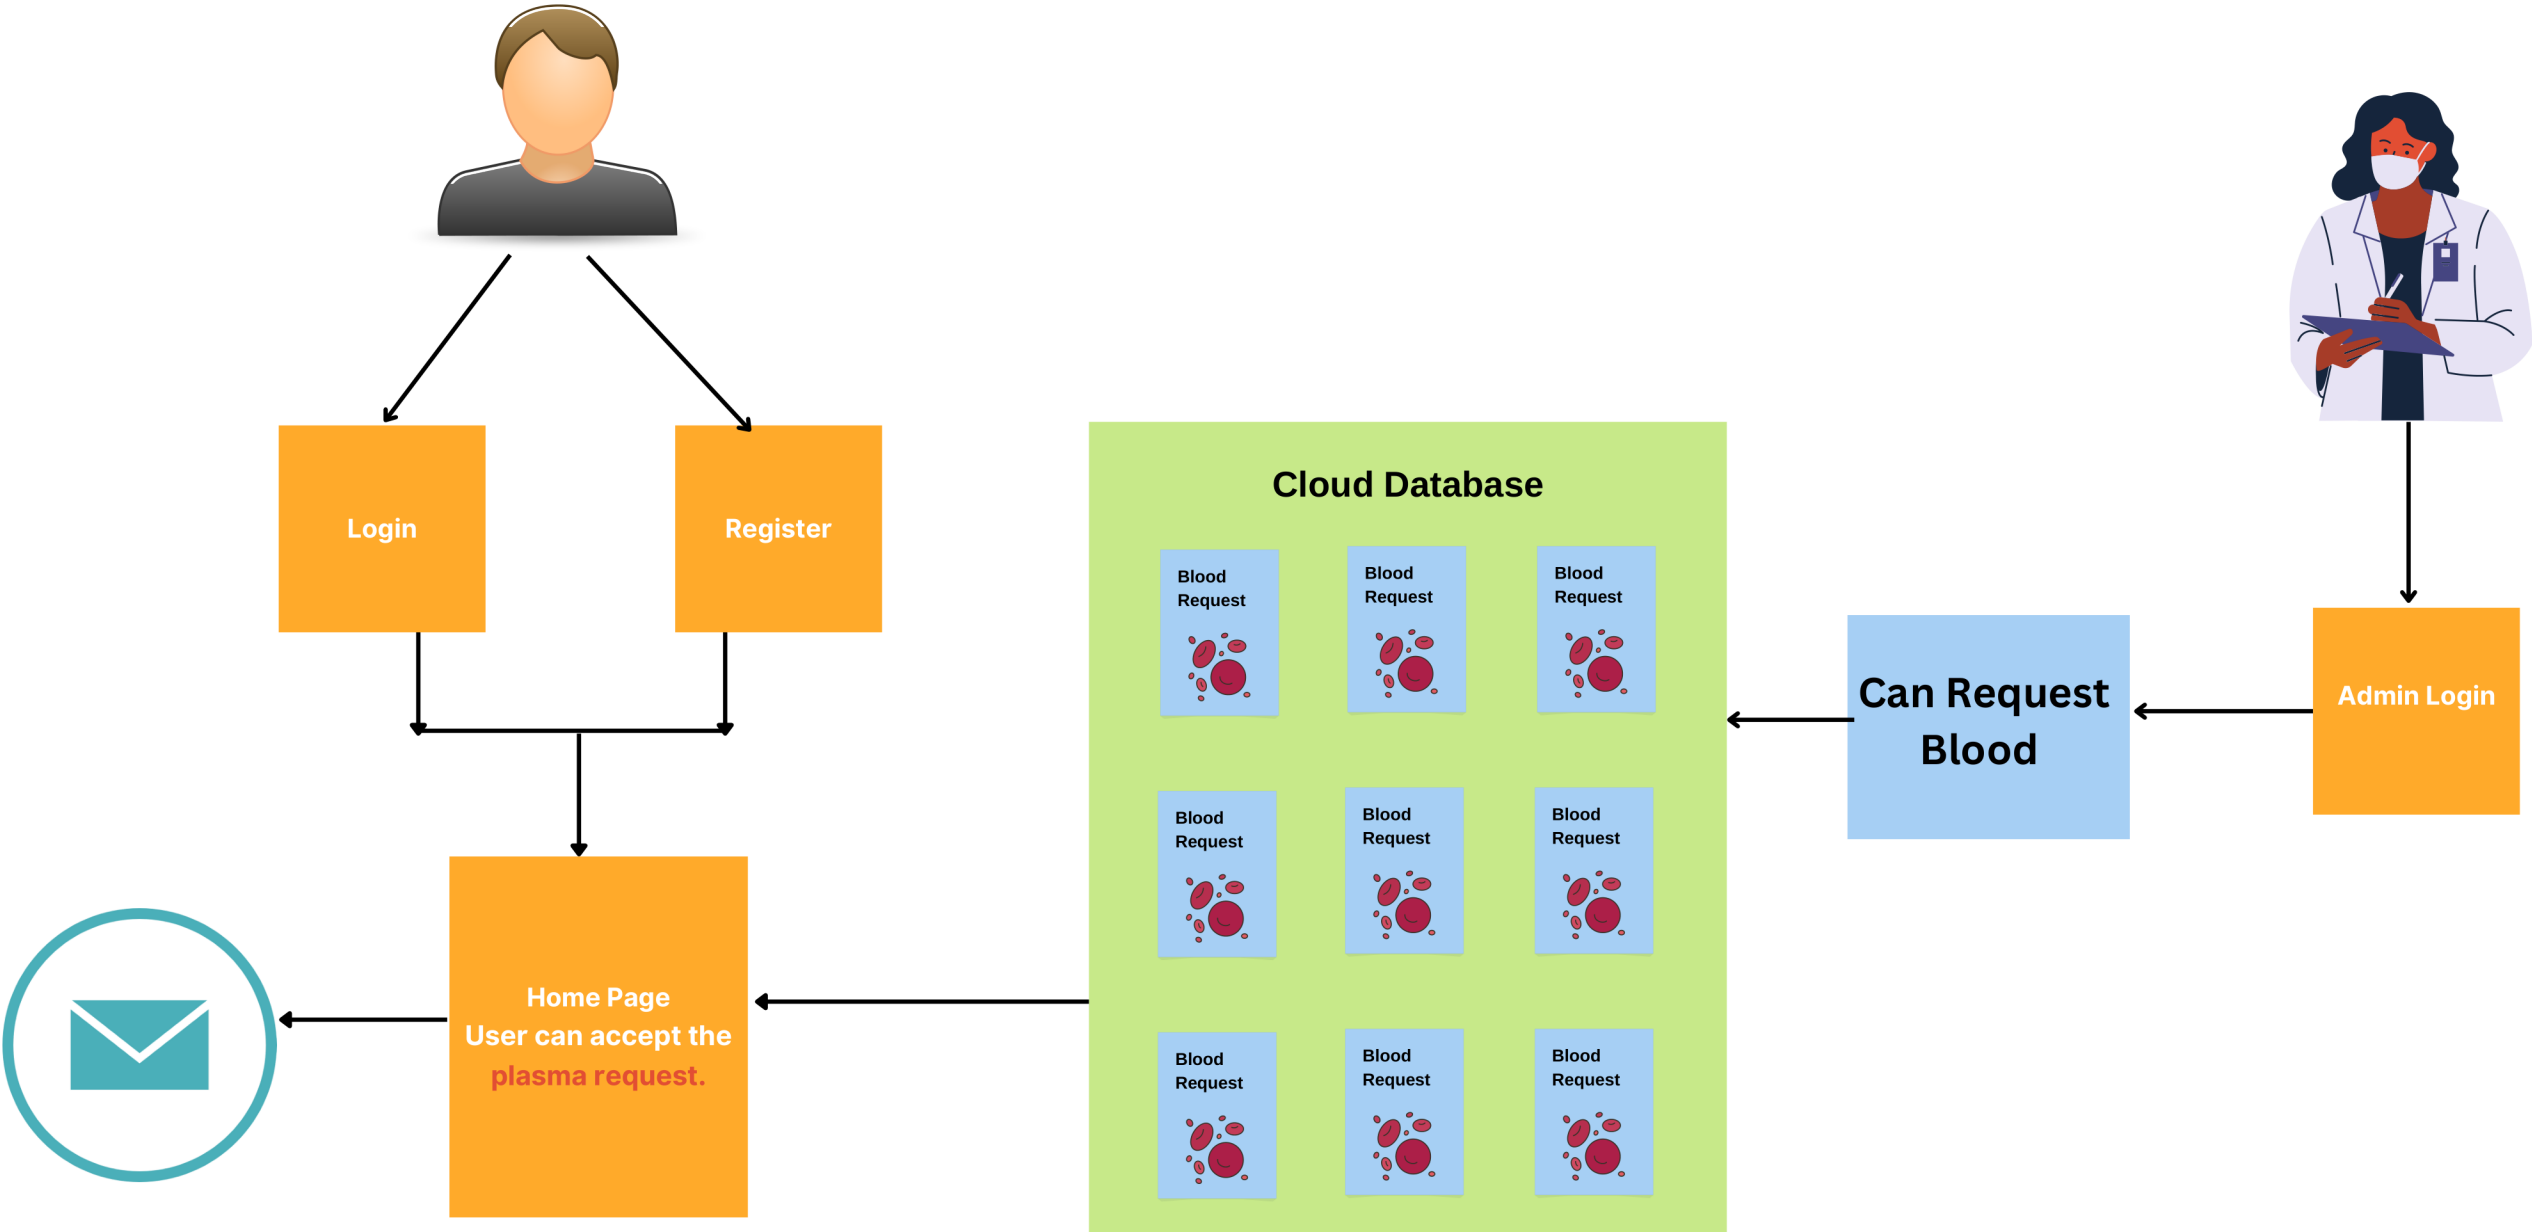 Login
Register
Cloud Database
Blood
Request
Blood
Request
Blood
Request
Blood
Request
Blood
Request
Blood
Request
Blood
Request
Blood
Request
Blood
Request
Can Request
Blood
Admin Login
Home Page
User can accept the
plasma request.